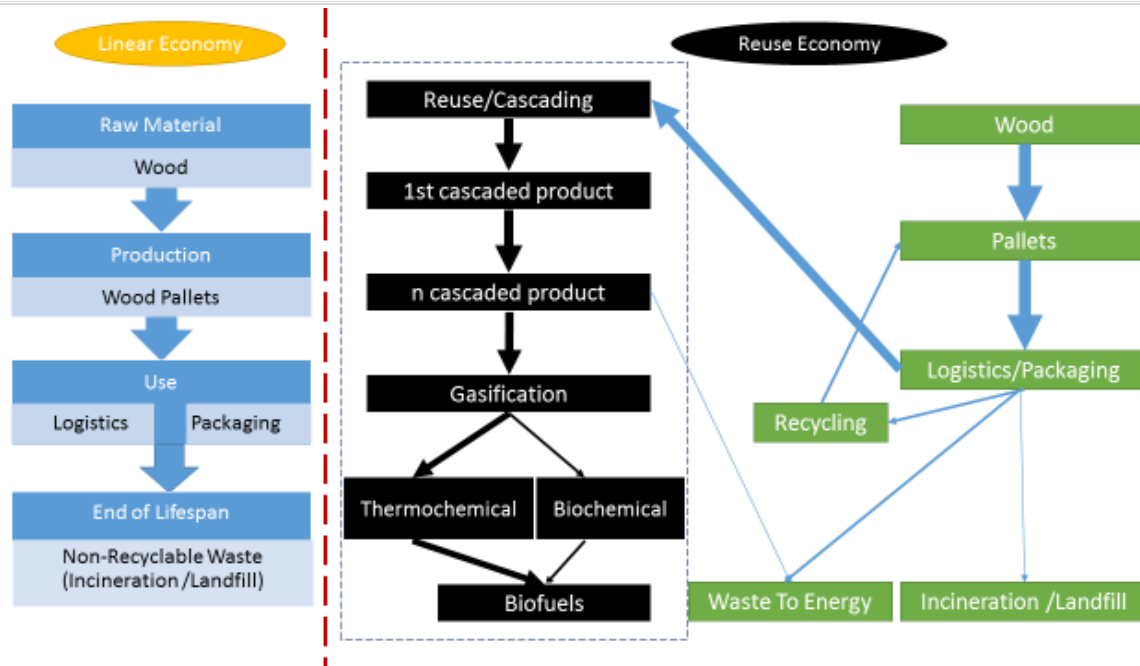 Linear Economy
Raw Material
Wood
Production
Wood Pallets
Use
Logistics
Packaging
End of Lifespan
Non-Recyclable Waste
(Incineration /Landfill)
Reuse Economy
Reuse/Cascading
1st cascaded product
n cascaded product
Gasification
Thermochemical
Biochemical
Biofuels
Wood
Pallets
Logistics/Packaging
Recycling
Waste To Energy
Incineration /Landfill